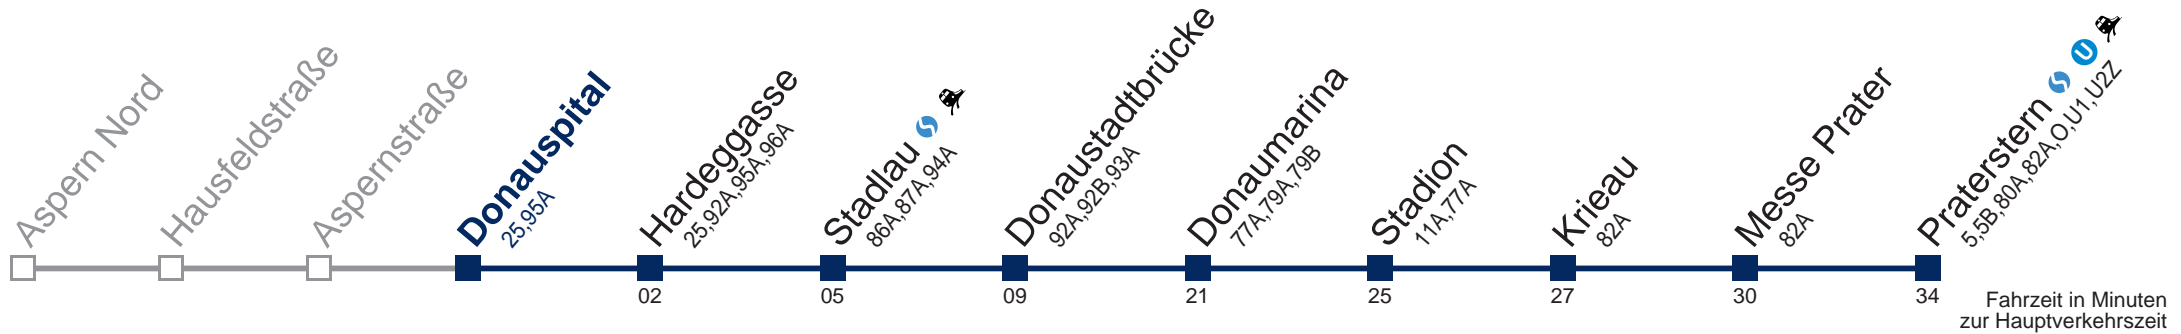 Aspern Nord
Hausfeldstraße
Aspernstraße
Donauspital
25,95A
Hardeggasse
25,92A,95A,96A
02
Stadlau
86A,87A,94A
05
Donaustadtbrücke
92A,92B,93A
09
Donaumarina
77A,79A,79B
21
Stadion
11A,77A
25
Krieau
82A
27
Messe Prater
82A
30
Praterstern U
5,5B,80A,82A,O,U1,U2Z
34
Fahrzeit in Minuten
zur Hauptverkehrszeit